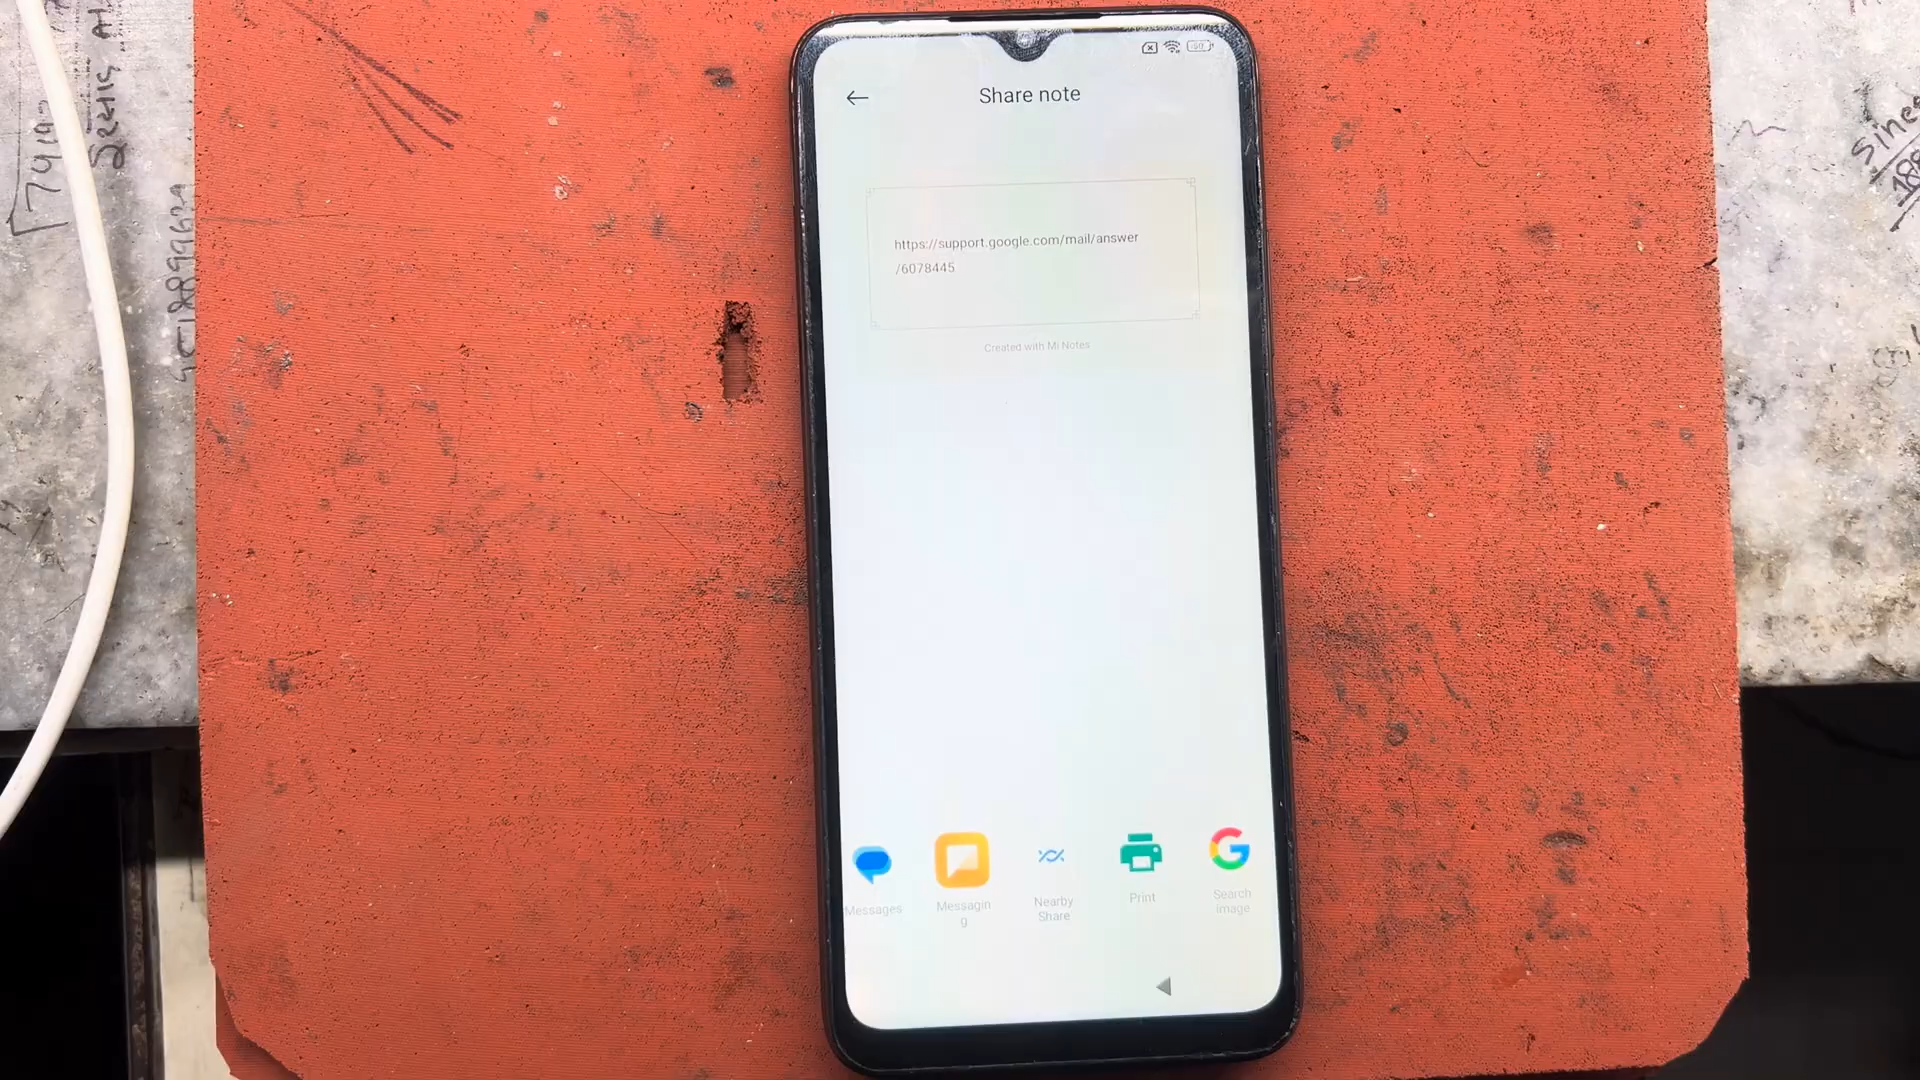 Share note
https://support.google.com/mail/answer
/6078445
Created with Mi Notes
Messages
Messagin
g
Nearby
Share
Print
Search
image